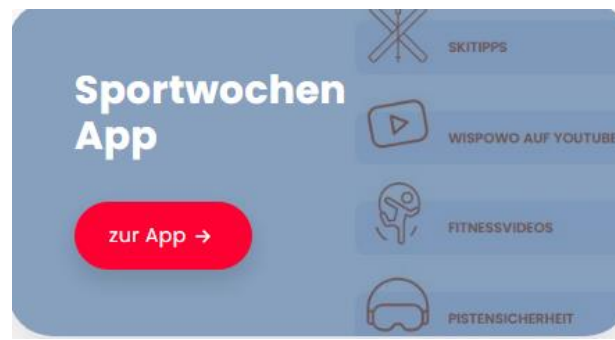 Sportwochen
App
zur App →
SKITIPPS
WISPOWO AUF YOUTUBE
FITNESSVIDEOS
PISTENSICHERHEIT